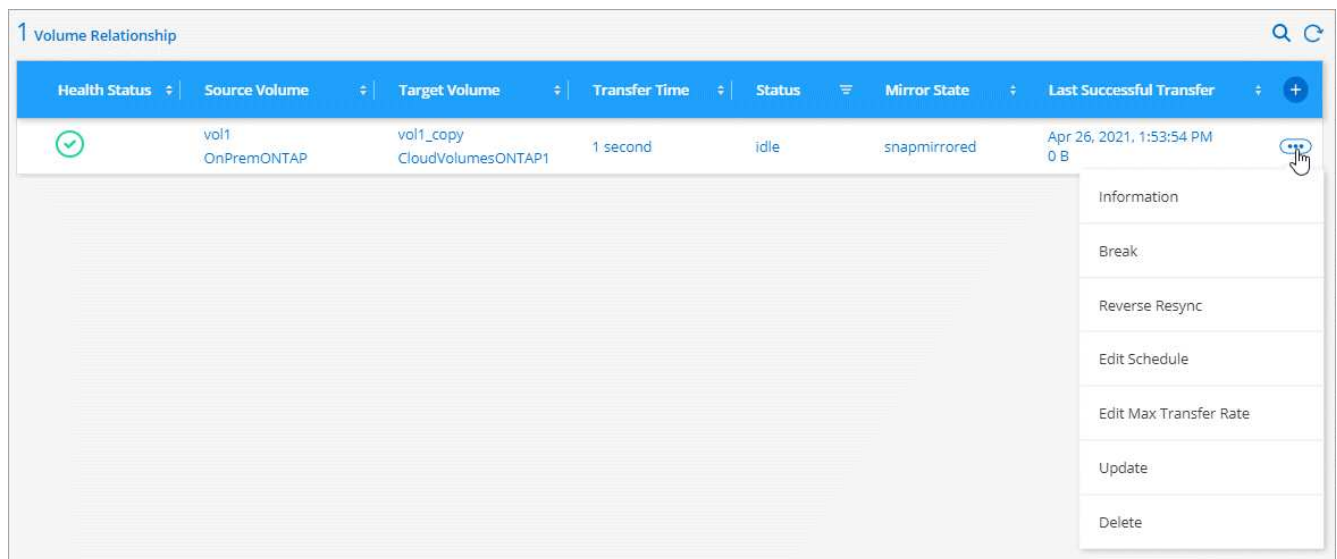 1 Volume Relationship
Health Status Source Volume Target Volume Transfer Time Status Mirror State Last Successful Transfer
vol1 vol1_copy 1 second idle snapmirrored Apr 26, 2021, 1:53:54 PM
OnPremONTAP CloudVolumesONTAP1 0 B
Information
Break
Reverse Resync
Edit Schedule
Edit Max Transfer Rate
Update
Delete